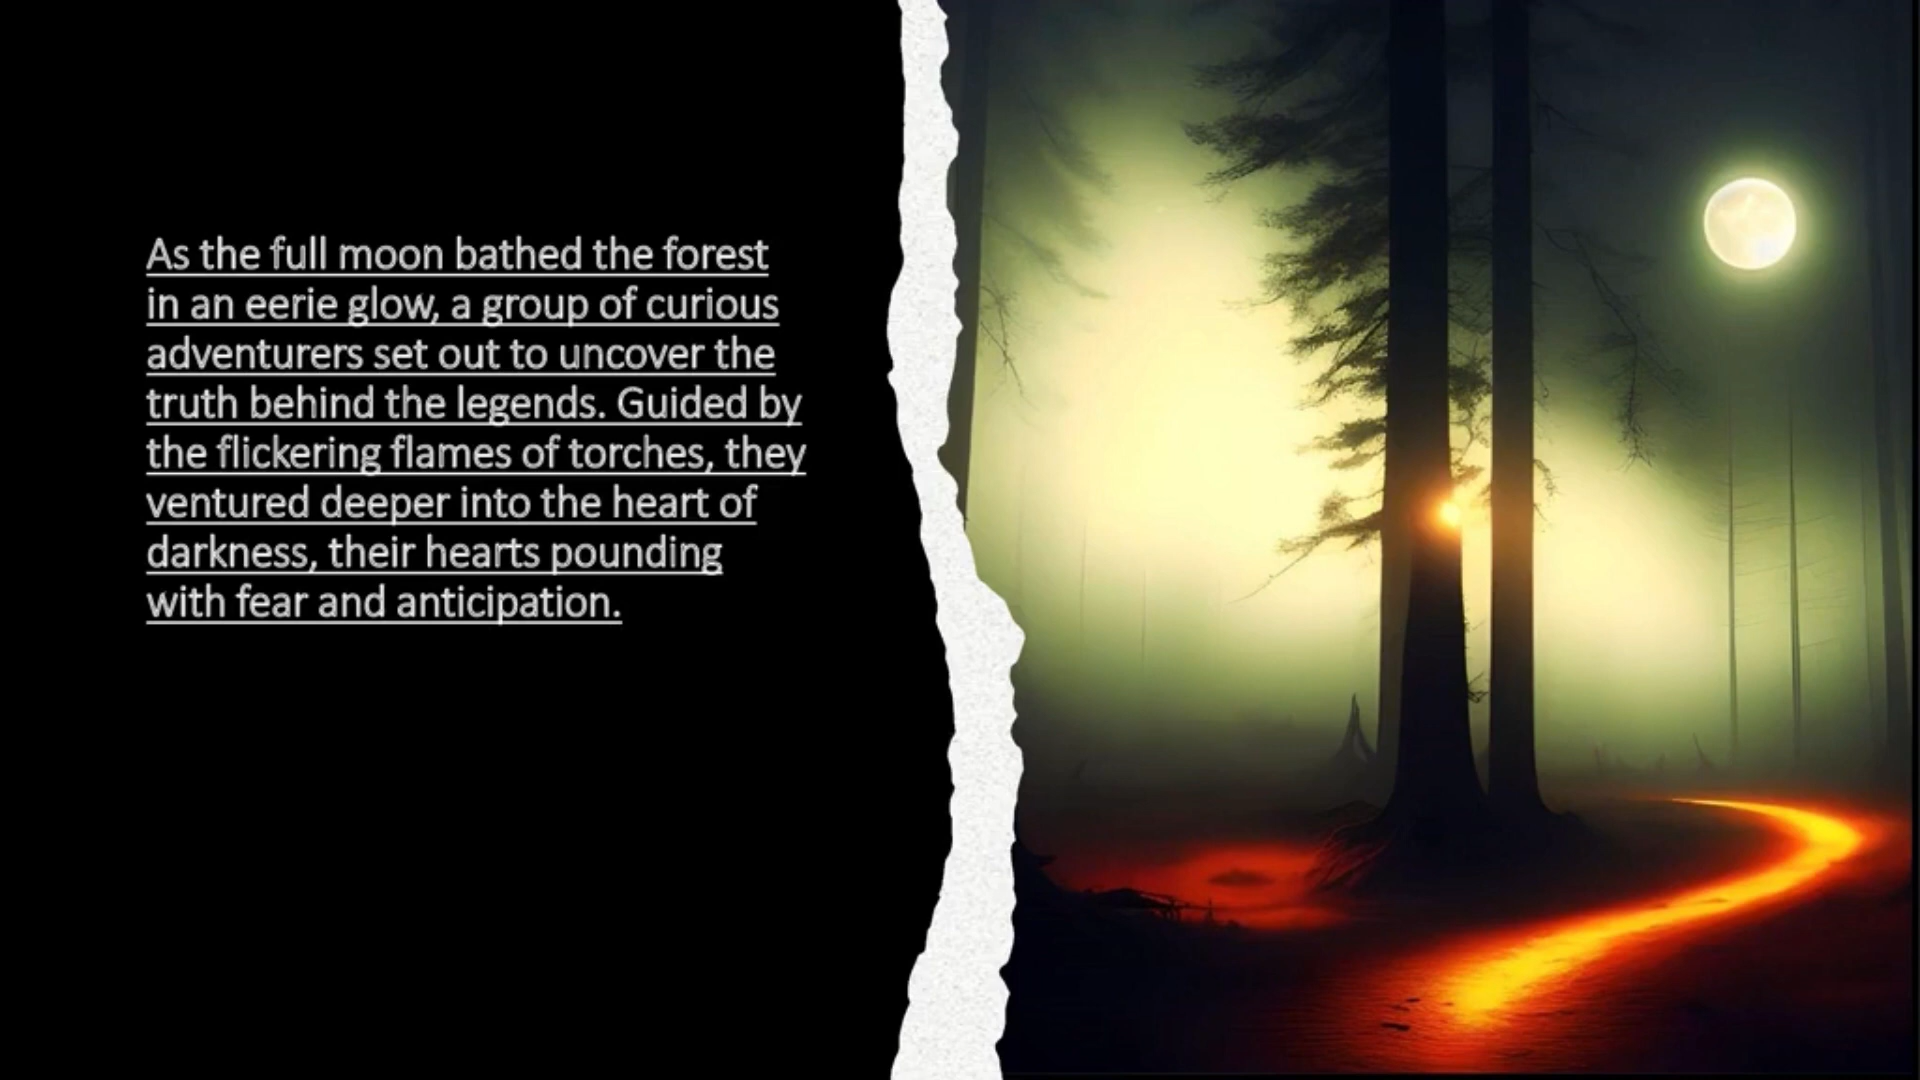 As the full moon bathed the forest
in an eerie glow, a group of curious
adventurers set out to uncover the
truth behind the legends. Guided by
the flickering flames of torches, they
ventured deeper into the heart of
darkness, their hearts pounding
with fear and anticipation.